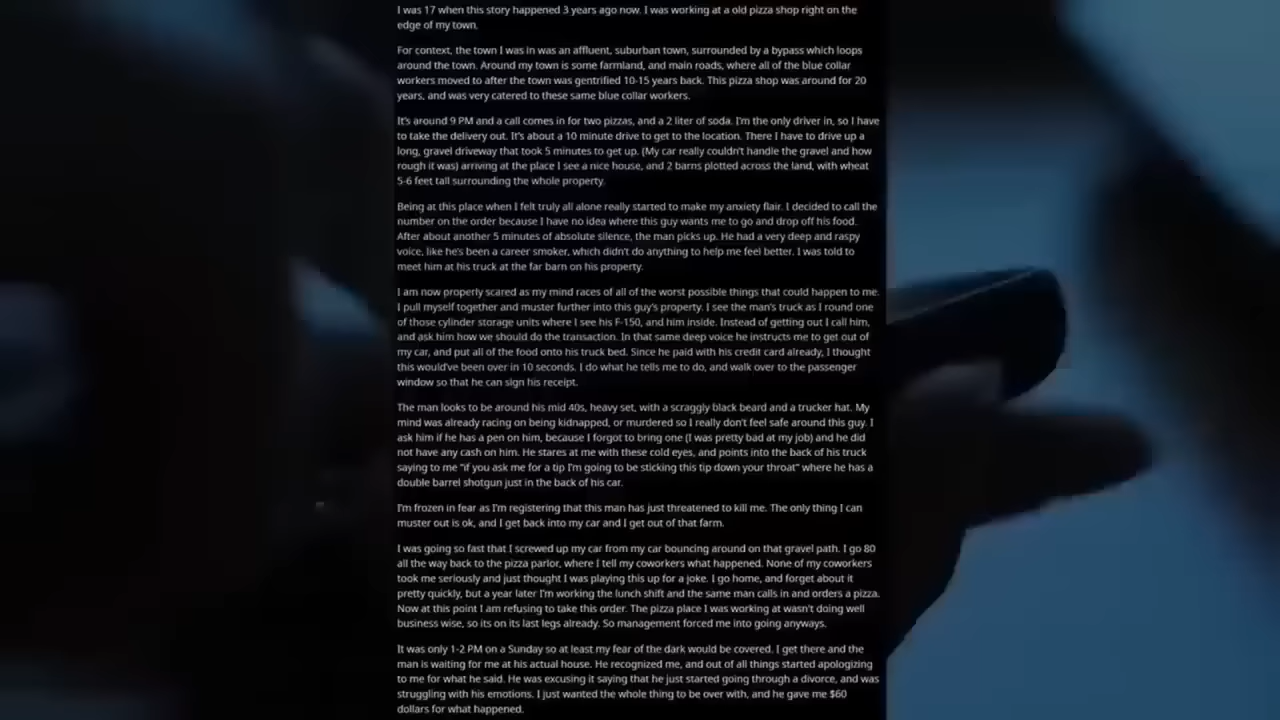 I was 17 when this story happened 3 years ago now. I was working at a old pizza shop right on the
edge of my town.
For context, the town I was in was an affluent, suburban town, surrounded by a bypass which loops
around the town. Around my town is some farmland, and main roads, where all of the blue collar
workers moved to after the town was gentrified 10-15 years back. This pizza shop was around for 20
years, and was very catered to these same blue collar workers.
It's around 9 PM and a call comes in for two pizzas, and a 2 liter of soda. I'm the only driver in, so I have
to take the delivery out. It's about a 10 minute drive to get to the location. There I have to drive up a
long, gravel driveway that took 5 minutes to get up. (My car really couldn't handle the gravel and how
rough it was) arriving at the place I see a nice house, and 2 barns plotted across the land, with wheat
5-6 feet tall surrounding the whole property.
Being at this place when I felt truly all alone really started to make my anxiety flair. I decided to call the
number on the order because I have no idea where this guy wants me to go and drop off his food.
After about another 5 minutes of absolute silence, the man picks up. He had a very deep and raspy
voice, like he's been a career smoker, which didn't do anything to help me feel better. I was told to
meet him at his truck at the far barn on his property.
I am now properly scared as my mind races of all of the worst possible things that could happen to me.
I pull myself together and muster further into this guy's property. I see the man's truck as I round one
of those cylinder storage units where I see his F-150, and him inside. Instead of getting out I call him,
and ask him how we should do the transaction. In that same deep voice he instructs me to get out of
my car, and put all of the food onto his truck bed. Since he paid with his credit card already, I thought
this would've been over in 10 seconds. I do what he tells me to do, and walk over to the passenger
window so that he can sign his receipt.
The man looks to be around his mid 40s, heavy set, with a scraggly black beard and a trucker hat. My
mind was already racing on being kidnapped, or murdered so I really don't feel safe around this guy. I
ask him if he has a pen on him, because I forgot to bring one (I was pretty bad at my job) and he did
not have any cash on him. He stares at me with these cold eyes, and points into the back of his truck
saying to me "if you ask me for a tip I'm going to be sticking this tip down your throat" where he has a
double barrel shotgun just in the back of his car.
I'm frozen in fear as I'm registering that this man has just threatened to kill me. The only thing I can
muster out is ok, and I get back into my car and I get out of that farm.
I was going so fast that I screwed up my car from my car bouncing around on that gravel path. I go 80
all the way back to the pizza parlor, where I tell my coworkers what happened. None of my coworkers
took me seriously and just thought I was playing this up for a joke. I go home, and forget about it
pretty quickly, but a year later I'm working the lunch shift and the same man calls in and orders a pizza.
Now at this point I am refusing to take this order. The pizza place I was working at wasn't doing well
business wise, so its on its last legs already. So management forced me into going anyways.
It was only 1-2 PM on a Sunday so at least my fear of the dark would be covered. I get there and the
man is waiting for me at his actual house. He recognized me, and out of all things started apologizing
to me for what he said. He was excusing it saying that he just started going through a divorce, and was
struggling with his emotions. I just wanted the whole thing to be over with, and he gave me $60
dollars for what happened.